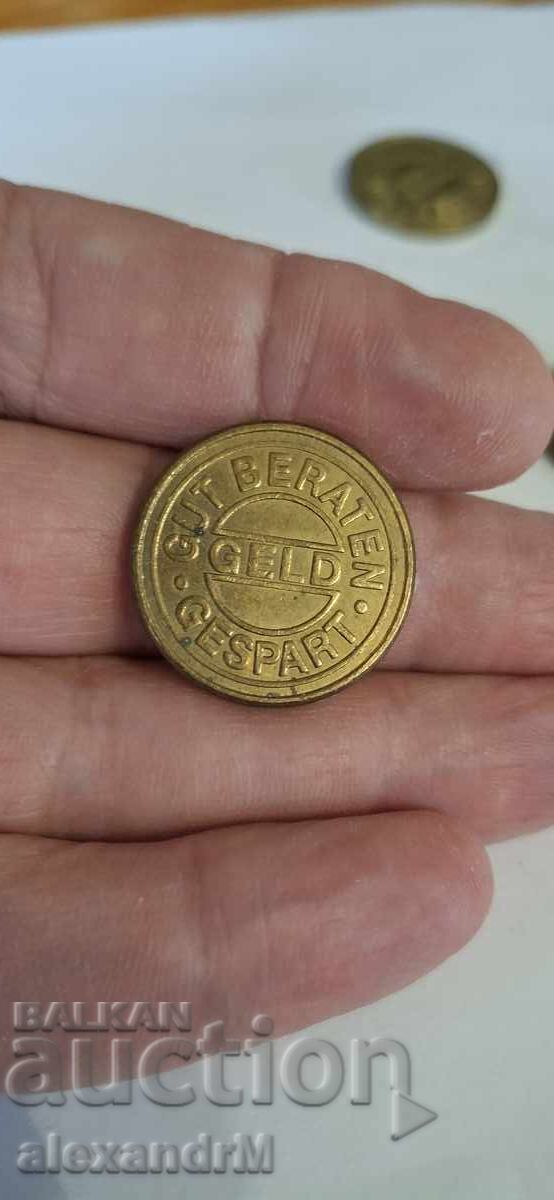 GUT BERATEN
GELD
· GESPART ·
BALKAN
auction
alexandrM